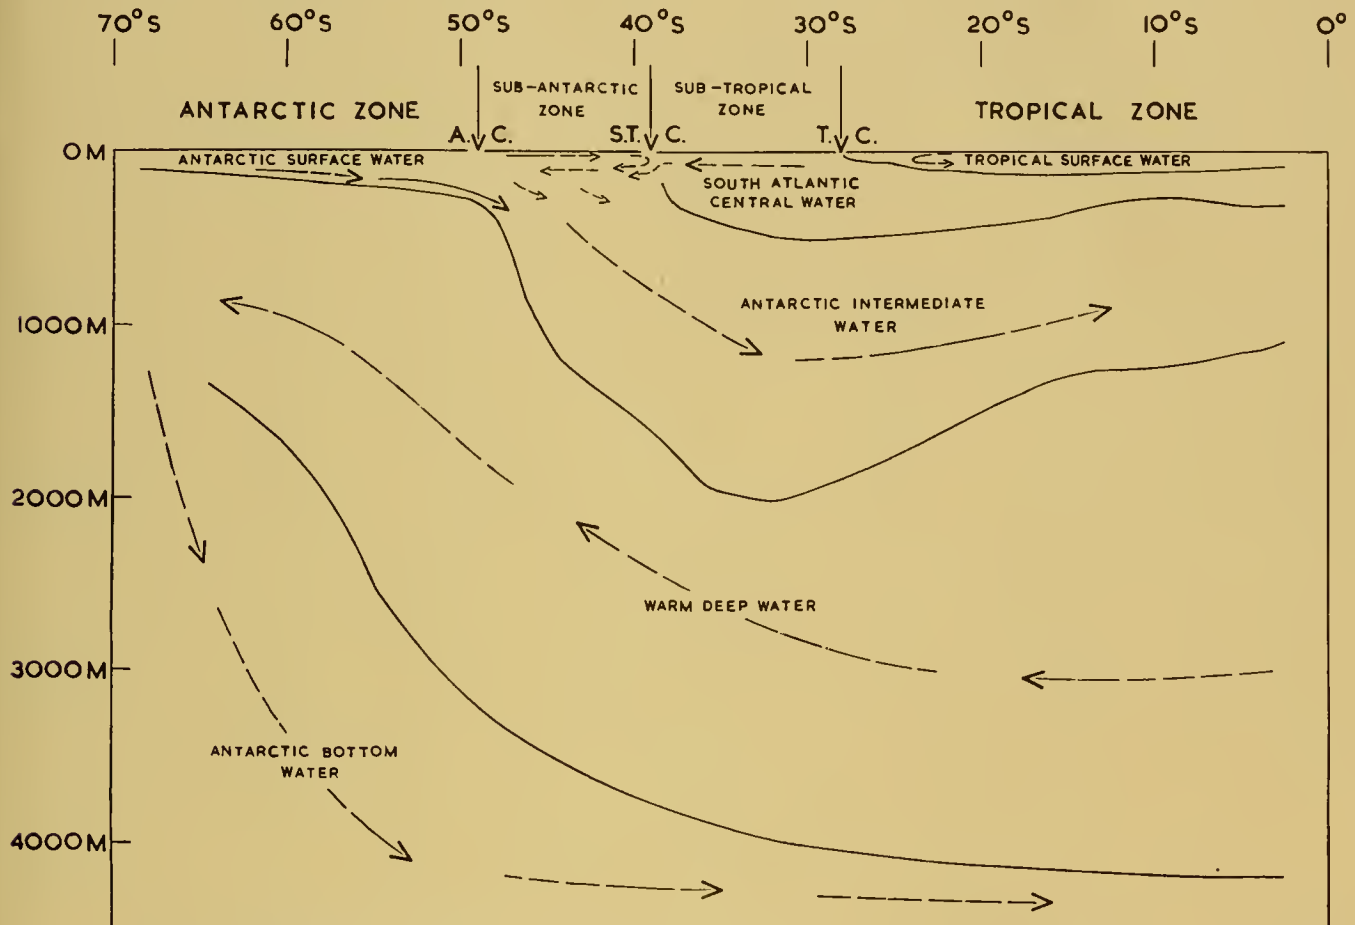 70°S 60°S 50°S 40°S 30°S 20°S 10°S 0°
ANTARCTIC ZONE
SUB-ANTARCTIC
ZONE
SUB-TROPICAL
ZONE
TROPICAL ZONE
A. C.
S.T. C.
T. C.
0M
ANTARCTIC SURFACE WATER
TROPICAL SURFACE WATER
SOUTH ATLANTIC
CENTRAL WATER
ANTARCTIC INTERMEDIATE
WATER
1000M
2000M
WARM DEEP WATER
3000M
ANTARCTIC BOTTOM
WATER
4000M